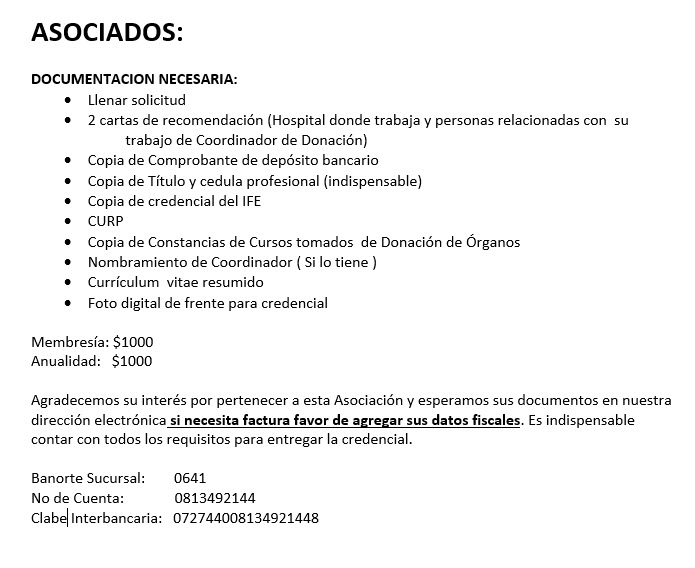 ASOCIADOS:
DOCUMENTACION NECESARIA:
• Llenar solicitud
• 2 cartas de recomendación (Hospital donde trabaja y personas relacionadas con su
trabajo de Coordinador de Donación)
• Copia de Comprobante de depósito bancario
• Copia de Título y cedula profesional (indispensable)
• Copia de credencial del IFE
• CURP
• Copia de Constancias de Cursos tomados de Donación de Órganos
• Nombramiento de Coordinador ( Si lo tiene )
• Currículum vitae resumido
• Foto digital de frente para credencial
Membresía: $1000
Anualidad: $1000
Agradecemos su interés por pertenecer a esta Asociación y esperamos sus documentos en nuestra
dirección electrónica si necesita factura favor de agregar sus datos fiscales. Es indispensable
contar con todos los requisitos para entregar la credencial.
Banorte Sucursal: 0641
No de Cuenta: 0813492144
Clabe Interbancaria: 072744008134921448